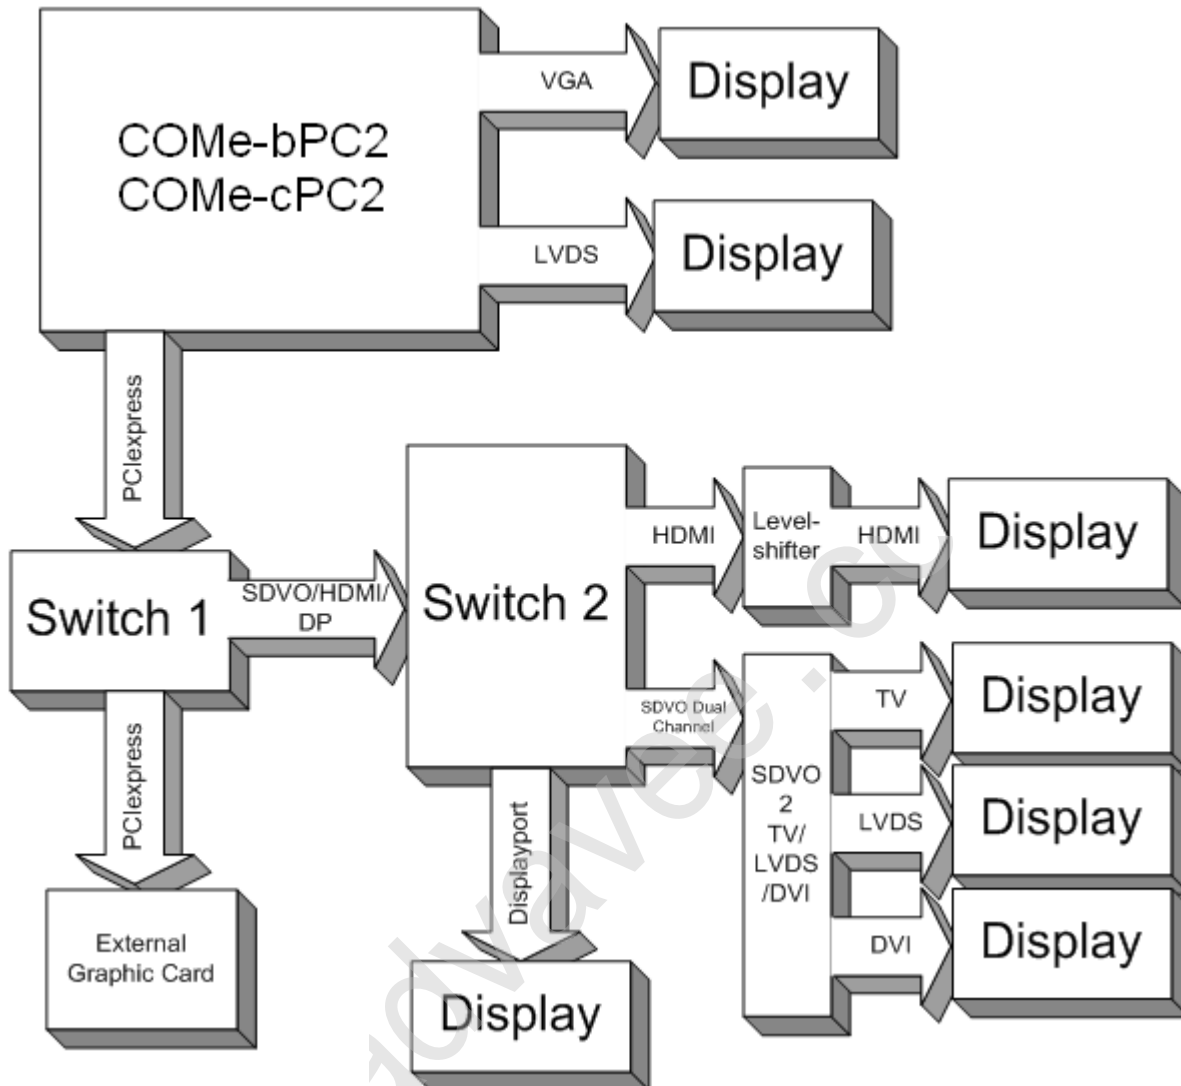 COMe-bPC2
COMe-cPC2
VGA
Display
LVDS
Display
PCIexpress
Switch 1
SDVO/HDMI/
DP
Switch 2
HDMI
Level-
shifter
HDMI
Display
SDVO Dual
Channel
SDVO
2
TV/
LVDS
/DVI
TV
Display
LVDS
Display
DVI
Display
PCIexpress
External
Graphic Card
Displayport
Display